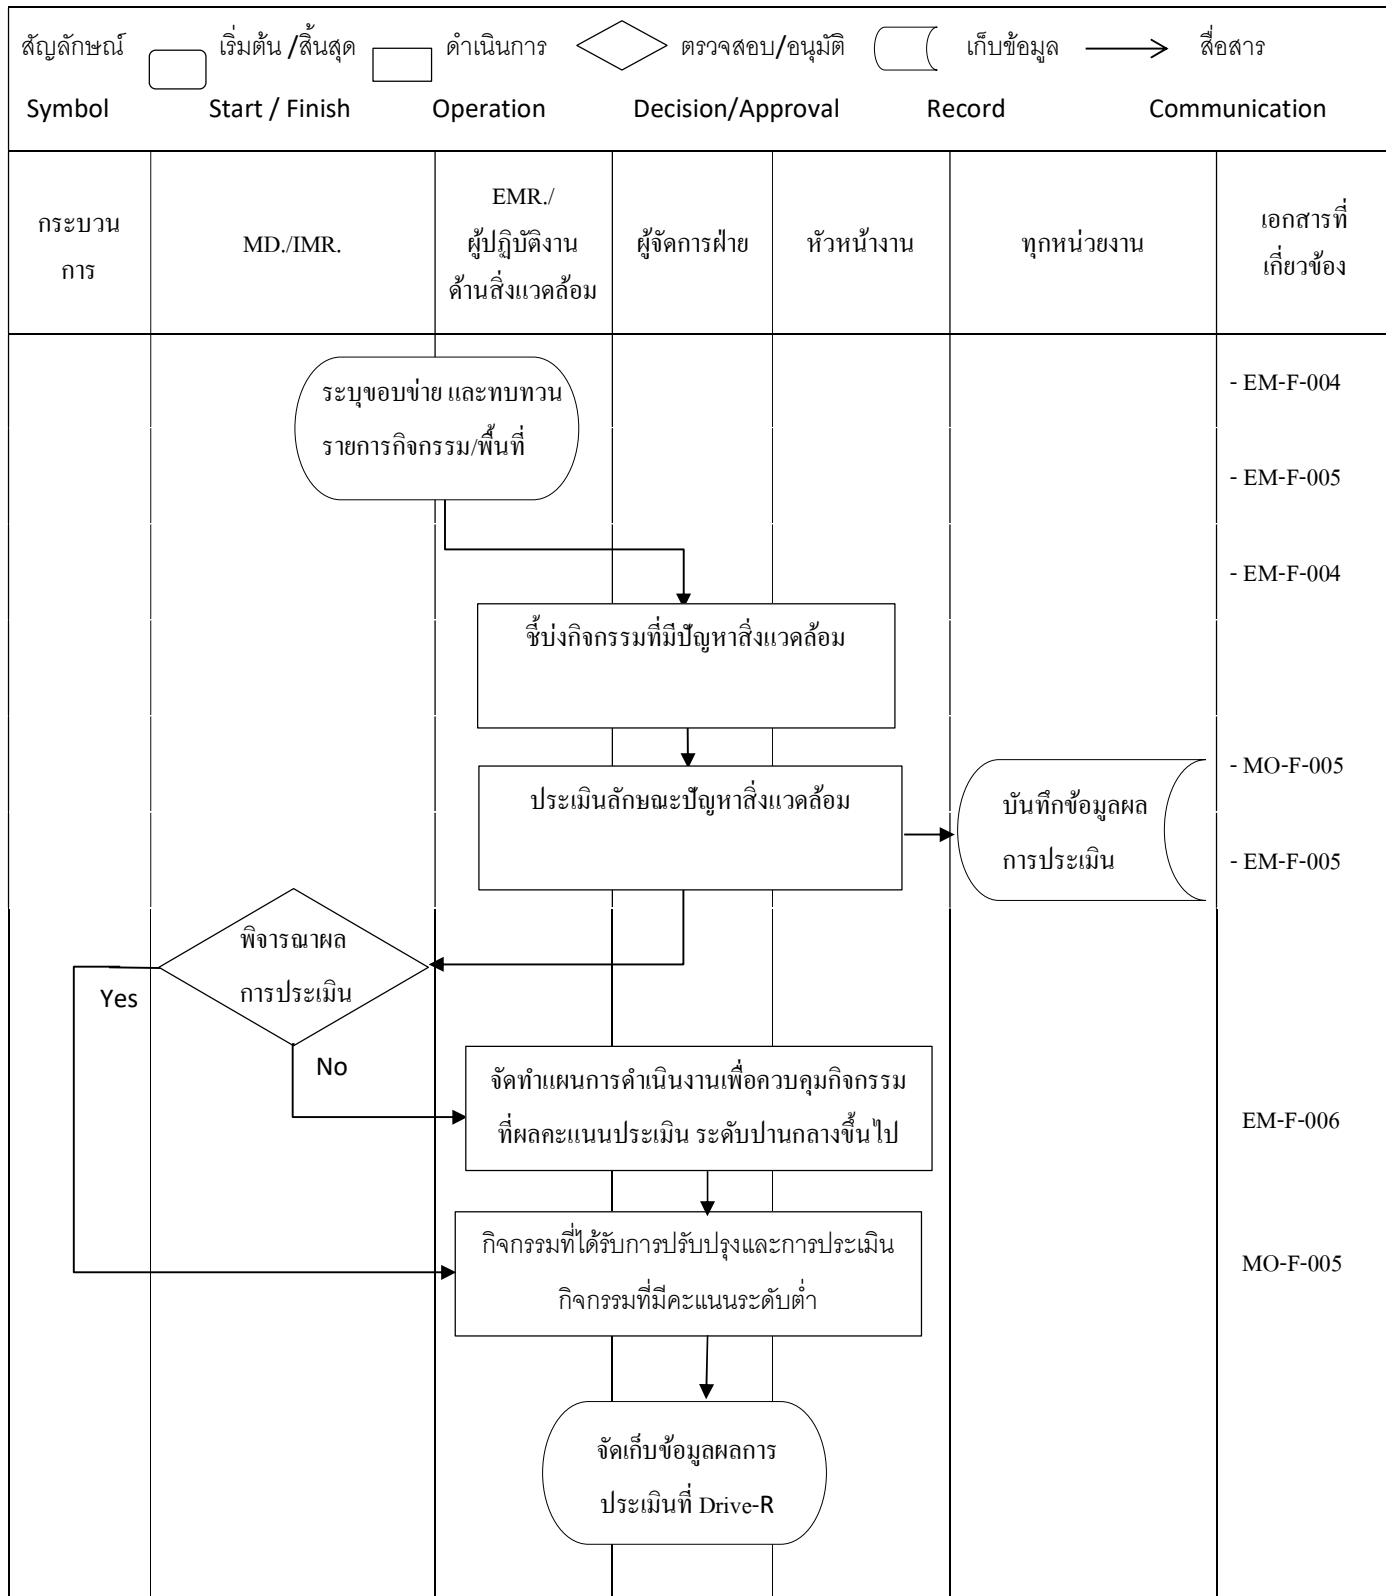 สัญลักษณ์ เริ่มต้น /สิ้นสุด ดำเนินการ ตรวจสอบ/อนุมัติ เก็บข้อมูล สื่อสาร
Symbol Start / Finish Operation Decision/Approval Record Communication
กระบวน
การ
MD./IMR.
EMR./
ผู้ปฏิบัติงาน
ด้านสิ่งแวดล้อม
ผู้จัดการฝ่าย
หัวหน้างาน
ทุกหน่วยงาน
เอกสารที่
เกี่ยวข้อง
ระบุขอบข่าย และทบทวน
รายการกิจกรรม/พื้นที่
- EM-F-004
- EM-F-005
- EM-F-004
ชี้บ่งกิจกรรมที่มีปัญหาสิ่งแวดล้อม
ประเมินลักษณะปัญหาสิ่งแวดล้อม
บันทึกข้อมูลผล
การประเมิน
- MO-F-005
- EM-F-005
พิจารณาผล
การประเมิน
Yes
No
จัดทำแผนการดำเนินงานเพื่อควบคุมกิจกรรม
ที่ผลคะแนนประเมิน ระดับปานกลางขึ้นไป
EM-F-006
กิจกรรมที่ได้รับการปรับปรุงและการประเมิน
กิจกรรมที่มีคะแนนระดับต่ำ
MO-F-005
จัดเก็บข้อมูลผลการ
ประเมินที่ Drive-R